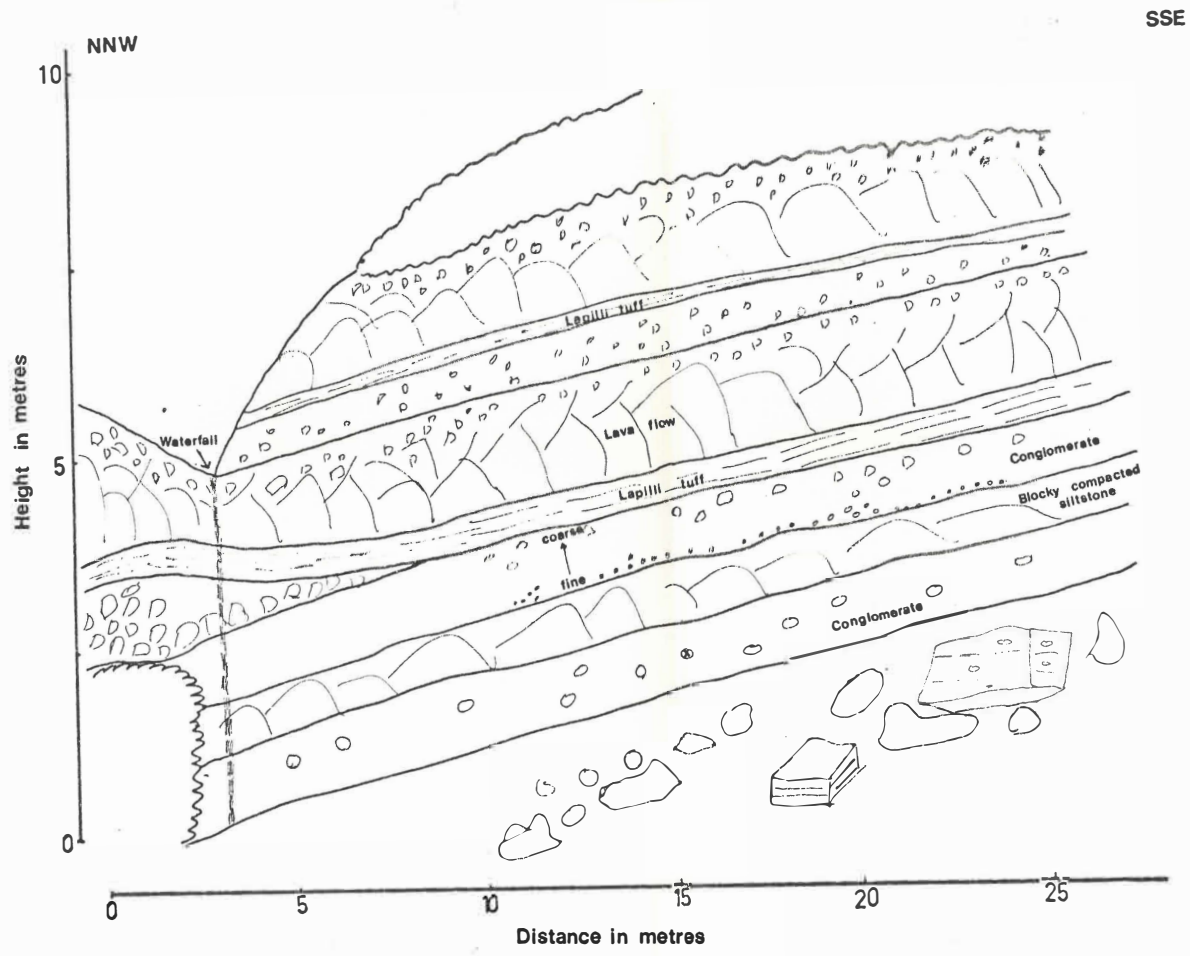 SSE
NNW
10
Lapilli tuff
Waterfall
Lava flow
Conglomerate
5
Lapilli tuff
Blocky compacted
siltstone
coarse
fine
Conglomerate
0
Height in metres
0
5
10
15
20
25
Distance in metres